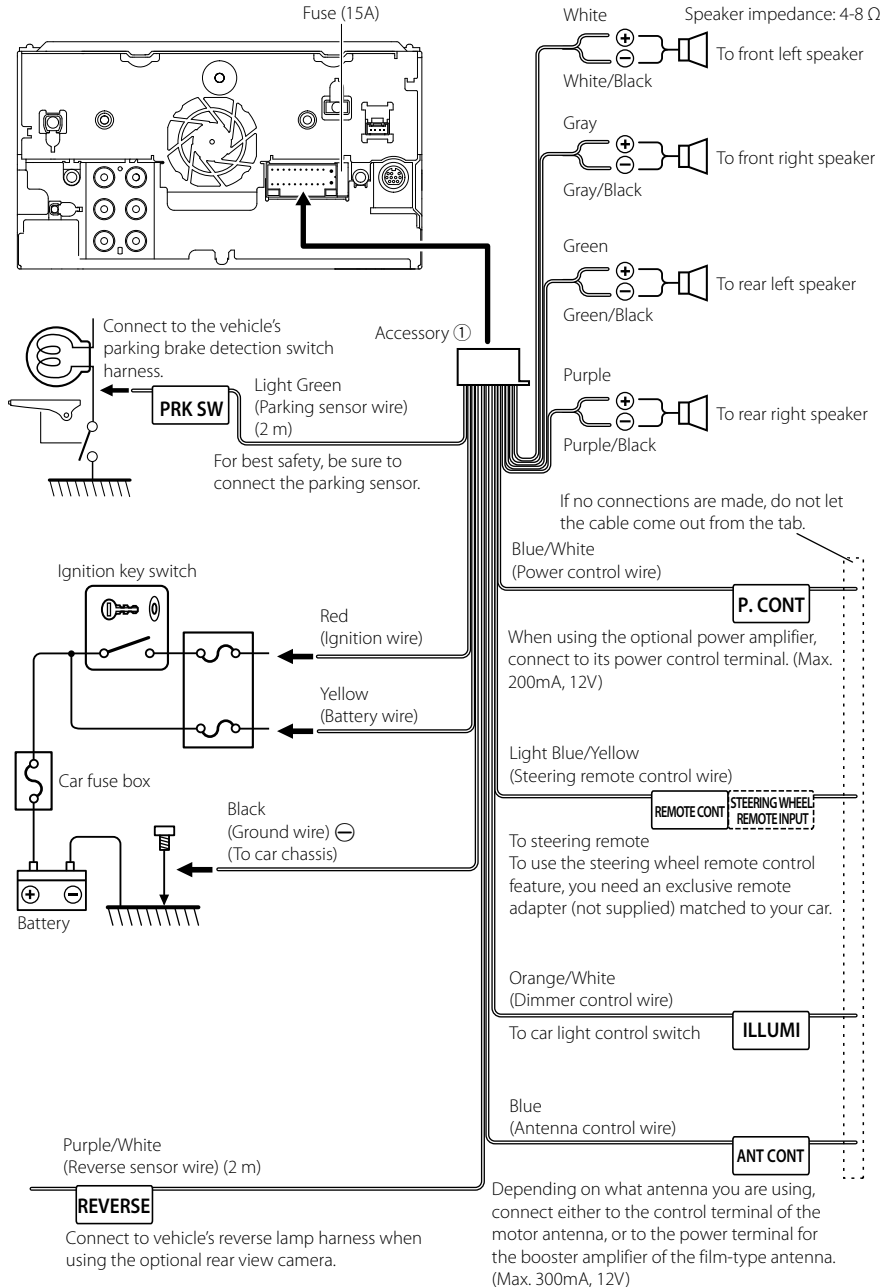 Fuse (15A)
White
Speaker impedance: 4-8 Ω
To front left speaker
White/Black
Gray
To front right speaker
Gray/Black
Green
To rear left speaker
Green/Black
Purple
To rear right speaker
Purple/Black
Accessory ①
Connect to the vehicle's
parking brake detection switch
harness.
PRK SW
Light Green
(Parking sensor wire)
(2 m)
For best safety, be sure to
connect the parking sensor.
If no connections are made, do not let
the cable come out from the tab.
Blue/White
(Power control wire)
P. CONT
When using the optional power amplifier,
connect to its power control terminal. (Max.
200mA, 12V)
Ignition key switch
Red
(Ignition wire)
Yellow
(Battery wire)
Car fuse box
Black
(Ground wire) ⊖
(To car chassis)
Battery
Light Blue/Yellow
(Steering remote control wire)
REMOTE CONT
STEERING WHEEL
REMOTE INPUT
To steering remote
To use the steering wheel remote control
feature, you need an exclusive remote
adapter (not supplied) matched to your car.
Orange/White
(Dimmer control wire)
To car light control switch
ILLUMI
Blue
(Antenna control wire)
ANT CONT
Depending on what antenna you are using,
connect either to the control terminal of the
motor antenna, or to the power terminal for
the booster amplifier of the film-type antenna.
(Max. 300mA, 12V)
Purple/White
(Reverse sensor wire) (2 m)
REVERSE
Connect to vehicle's reverse lamp harness when
using the optional rear view camera.